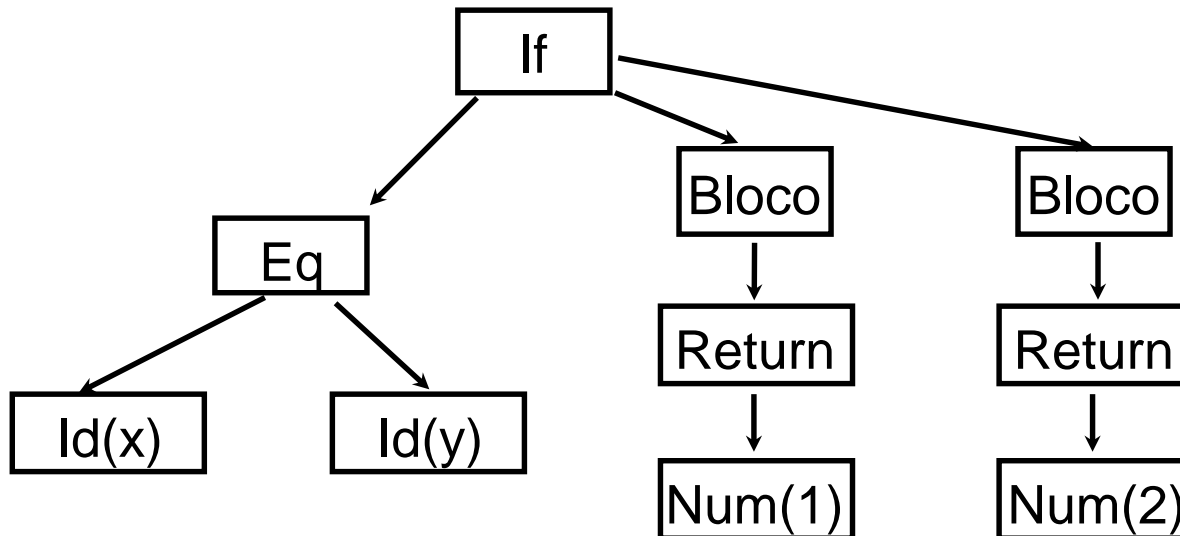 If
Bloco
Bloco
Eq
Return
Return
Id(x)
Id(y)
Num(1)
Num(2)